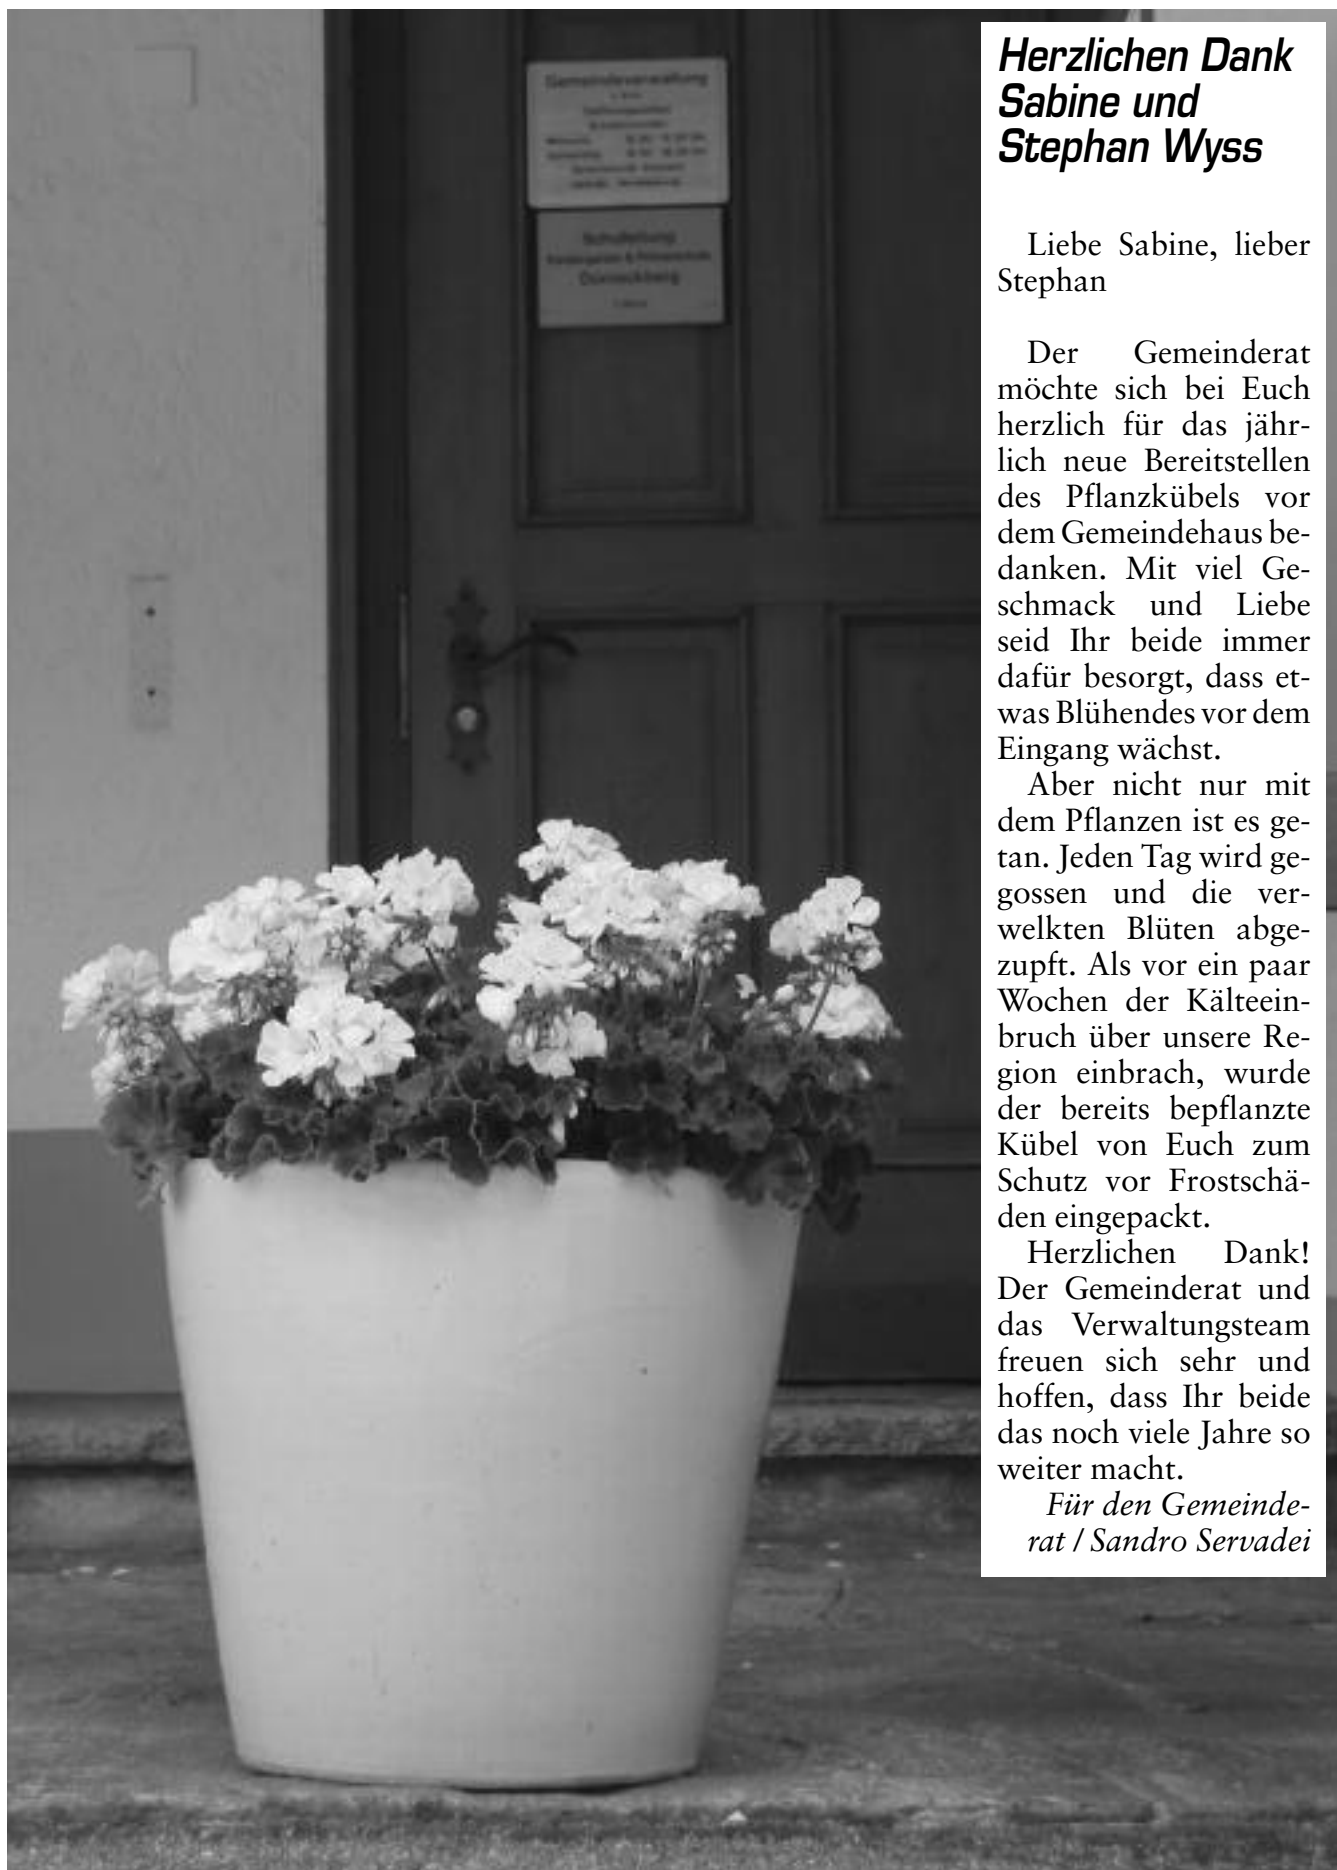 Gemeindeverwaltung
Schulleitung
Kindergarten & Primarschule
Dorneckberg
Herzlichen Dank
Sabine und
Stephan Wyss
Liebe Sabine, lieber
Stephan
Der Gemeinderat
möchte sich bei Euch
herzlich für das jähr-
lich neue Bereitstellen
des Pflanzkübels vor
dem Gemeindehaus be-
danken. Mit viel Ge-
schmack und Liebe
seid Ihr beide immer
dafür besorgt, dass et-
was Blühendes vor dem
Eingang wächst.
Aber nicht nur mit
dem Pflanzen ist es ge-
tan. Jeden Tag wird ge-
gossen und die ver-
welkten Blüten abge-
zupft. Als vor ein paar
Wochen der Kälteein-
bruch über unsere Re-
gion einbrach, wurde
der bereits bepflanzte
Kübel von Euch zum
Schutz vor Frostschä-
den eingepackt.
Herzlichen Dank!
Der Gemeinderat und
das Verwaltungsteam
freuen sich sehr und
hoffen, dass Ihr beide
das noch viele Jahre so
weiter macht.
Für den Gemeinde-
rat / Sandro Servadei